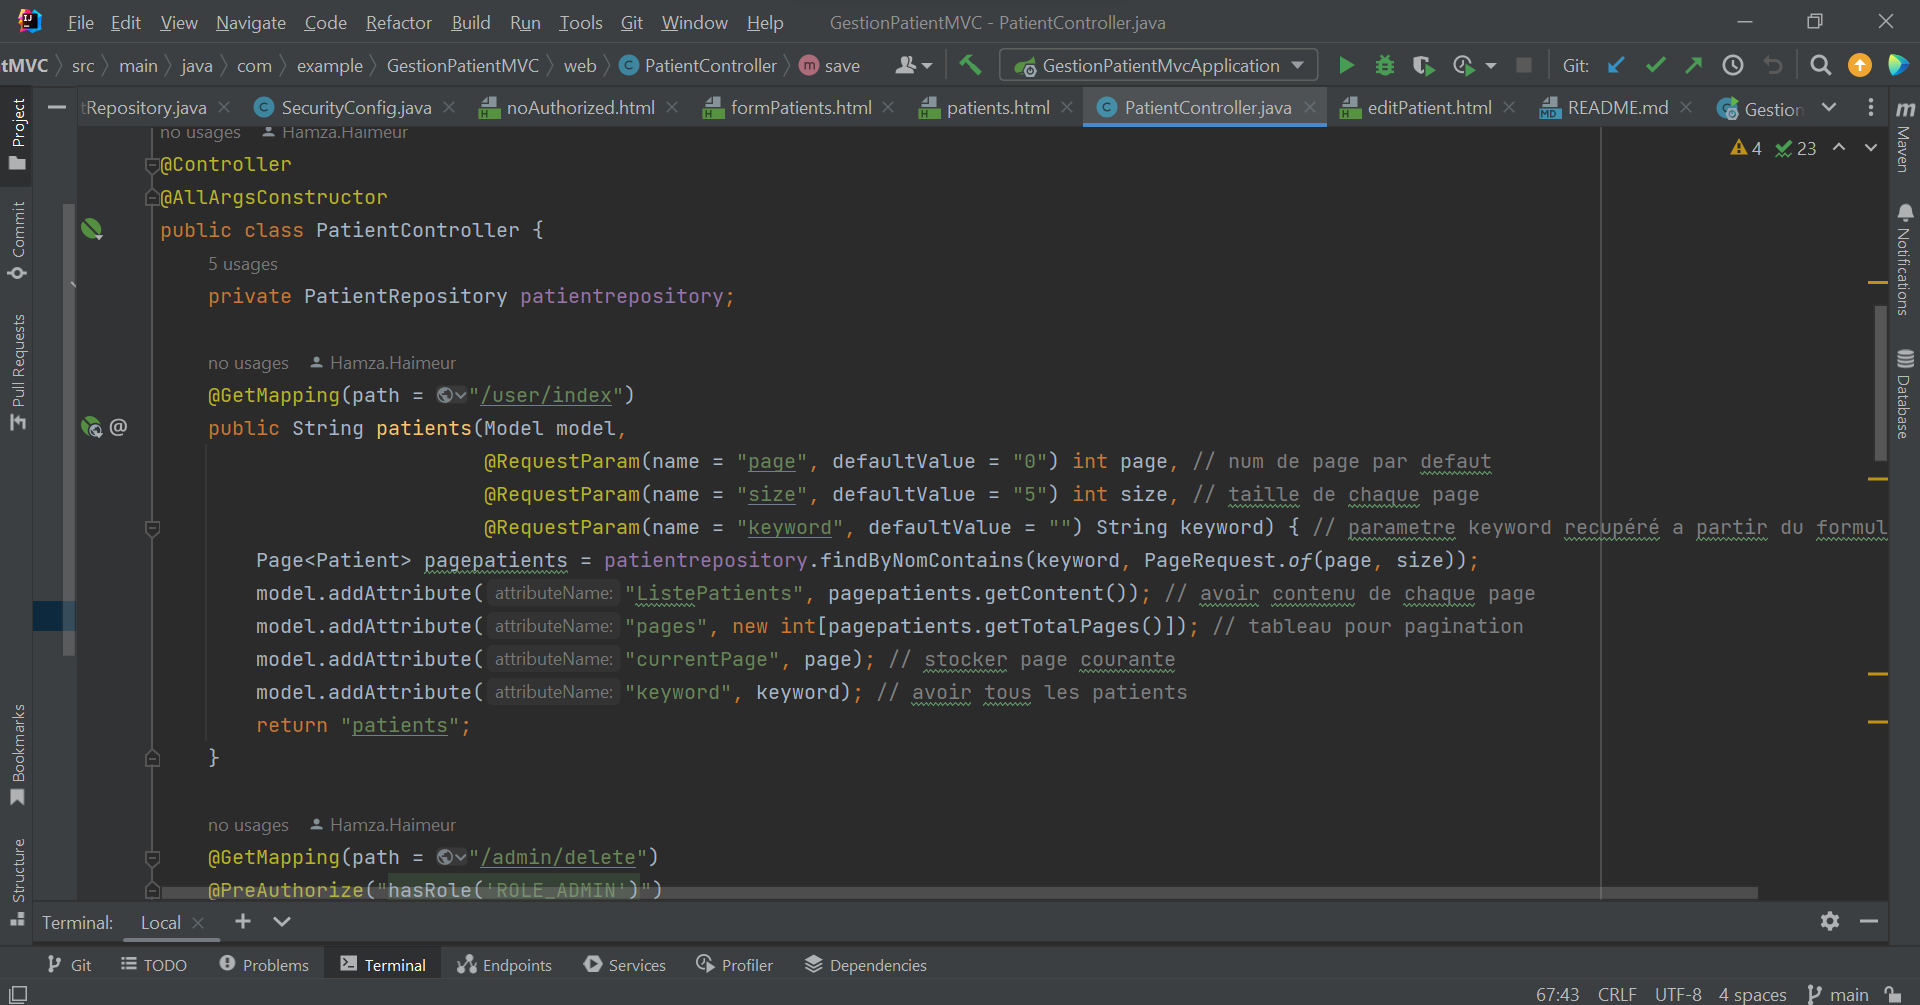 File Edit View Navigate Code Refactor Build Run Tools Git Window Help GestionPatientMVC - PatientController.java
tMVC src main java com example GestionPatientMVC web C PatientController m save GestionPatientMvcApplication Git:
tRepository.java C SecurityConfig.java H noAuthorized.html H formPatients.html H patients.html C PatientController.java H editPatient.html MD README.md Gestion
no usages Hamza.Haimeur
4 23
@Controller
@AllArgsConstructor
public class PatientController {
5 usages
private PatientRepository patientrepository;
no usages Hamza.Haimeur
@GetMapping(path = "/user/index")
@ public String patients(Model model,
@RequestParam(name = "page", defaultValue = "0") int page, // num de page par defaut
@RequestParam(name = "size", defaultValue = "5") int size, // taille de chaque page
@RequestParam(name = "keyword", defaultValue = "") String keyword) { // parametre keyword recupéré a partir du formul
Page<Patient> pagepatients = patientrepository.findByNomContains(keyword, PageRequest.of(page, size));
model.addAttribute( attributeName: "ListePatients", pagepatients.getContent()); // avoir contenu de chaque page
model.addAttribute( attributeName: "pages", new int[pagepatients.getTotalPages()]); // tableau pour pagination
model.addAttribute( attributeName: "currentPage", page); // stocker page courante
model.addAttribute( attributeName: "keyword", keyword); // avoir tous les patients
return "patients";
}
no usages Hamza.Haimeur
@GetMapping(path = "/admin/delete")
@PreAuthorize("hasRole('ROLE_ADMIN')")
Project
Commit
Pull Requests
Bookmarks
Structure
m Maven
Notifications
Database
Terminal: Local
Git TODO Problems Terminal Endpoints Services Profiler Dependencies
67:43 CRLF UTF-8 4 spaces main